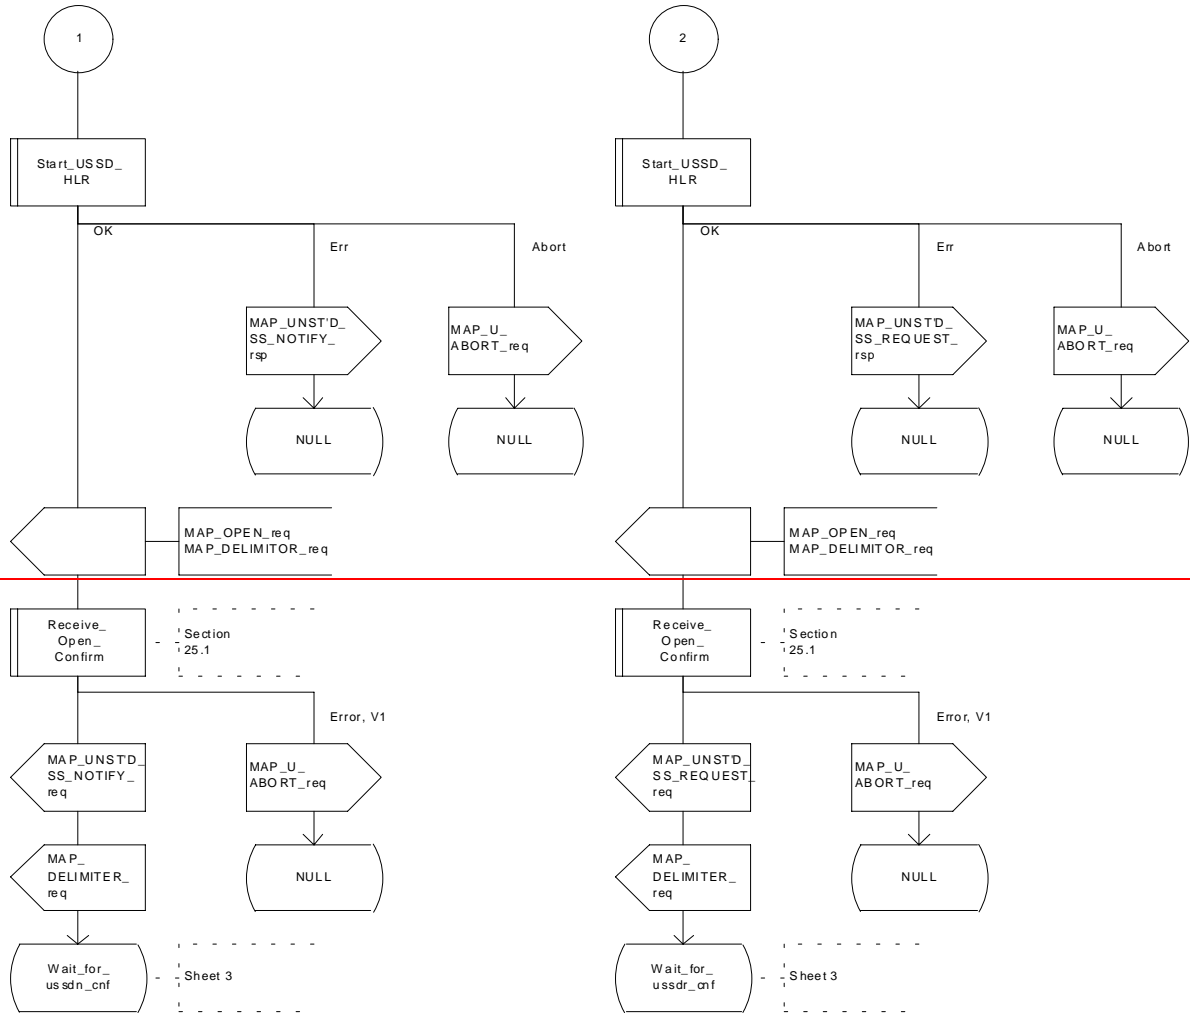 1
2
Start_USSD_
HLR
Start_USSD_
HLR
OK
Err
Abort
OK
Err
Abort
MAP_UNST'D_
SS_NOTIFY_
rsp
MAP_U_
ABORT_req
MAP_UNST'D_
SS_REQUEST_
rsp
MAP_U_
ABORT_req
NULL
NULL
NULL
NULL
MAP_OPEN_req
MAP_DELIMITOR_req
MAP_OPEN_req
MAP_DELIMITOR_req
Receive_
Open_
Confirm
Section
25.1
Receive_
Open_
Confirm
Section
25.1
Error, V1
Error, V1
MAP_UNST'D_
SS_NOTIFY_
req
MAP_U_
ABORT_req
MAP_UNST'D_
SS_REQUEST_
req
MAP_U_
ABORT_req
MAP_
DELIMITER_
req
NULL
MAP_
DELIMITER_
req
NULL
Wait_for_
ussdn_cnf
Sheet 3
Wait_for_
ussdr_cnf
Sheet 3